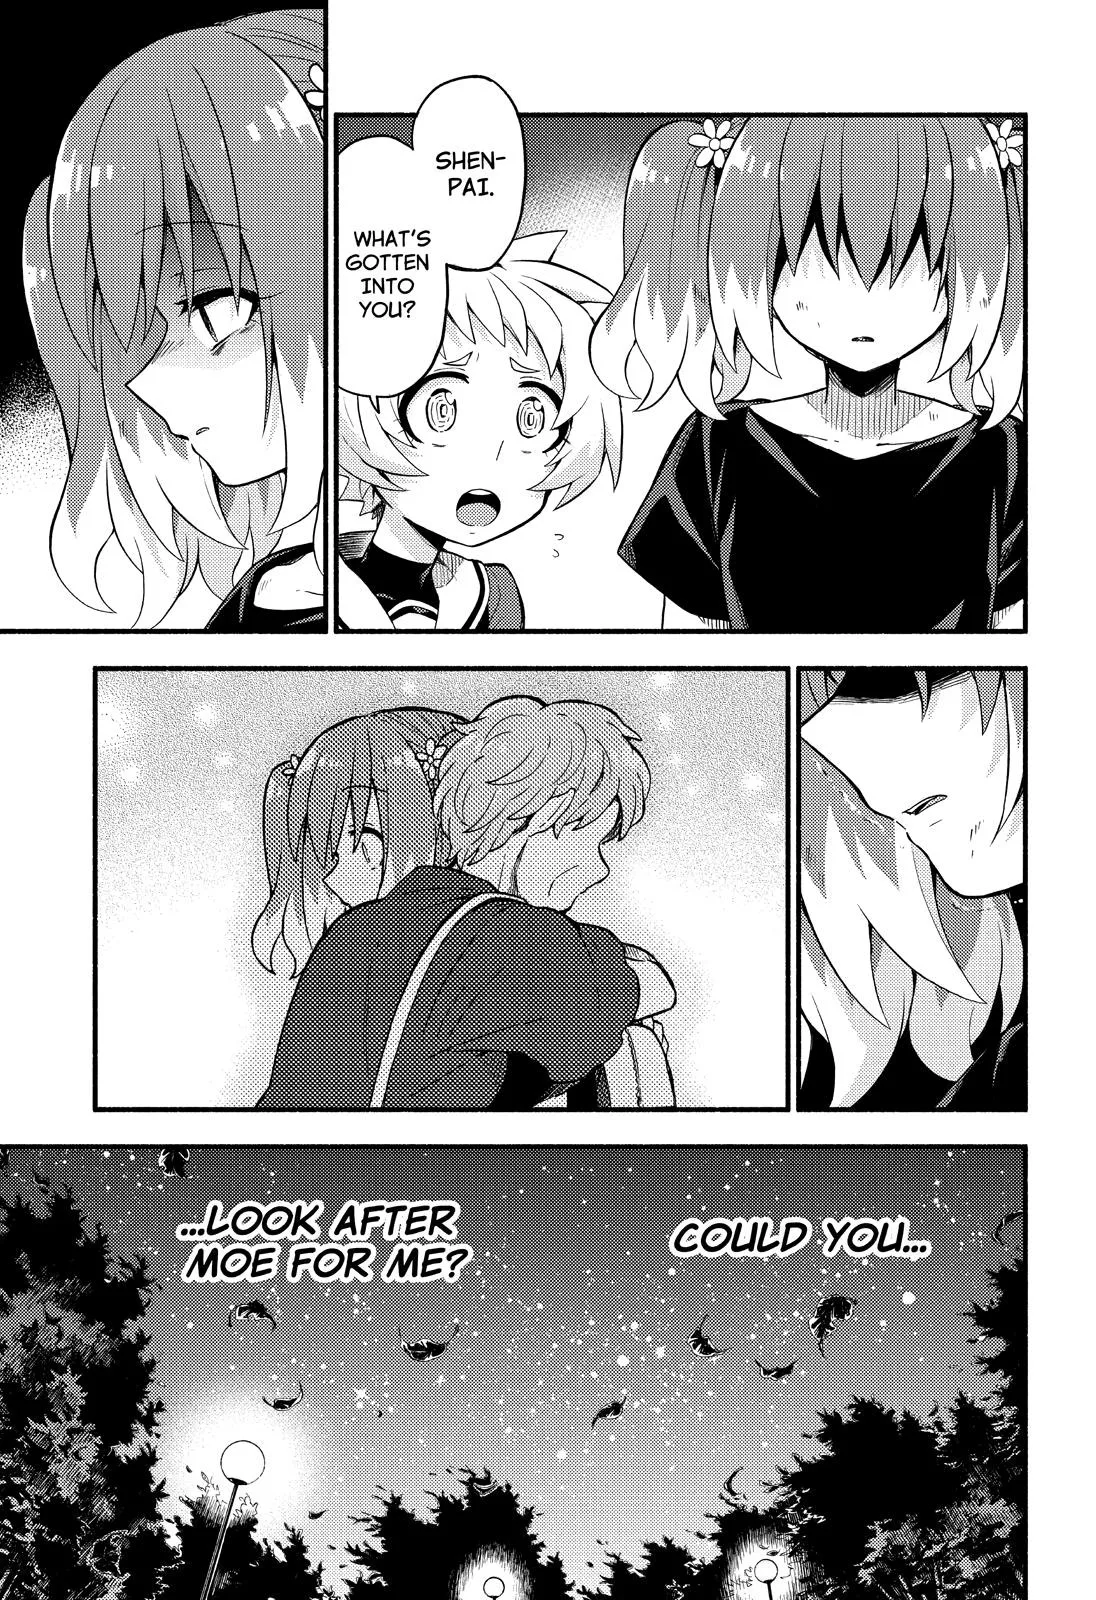 SHEN-
PAI.
WHAT'S
GOTTEN
INTO
YOU?
COULD YOU...
...LOOK AFTER
MOE FOR ME?